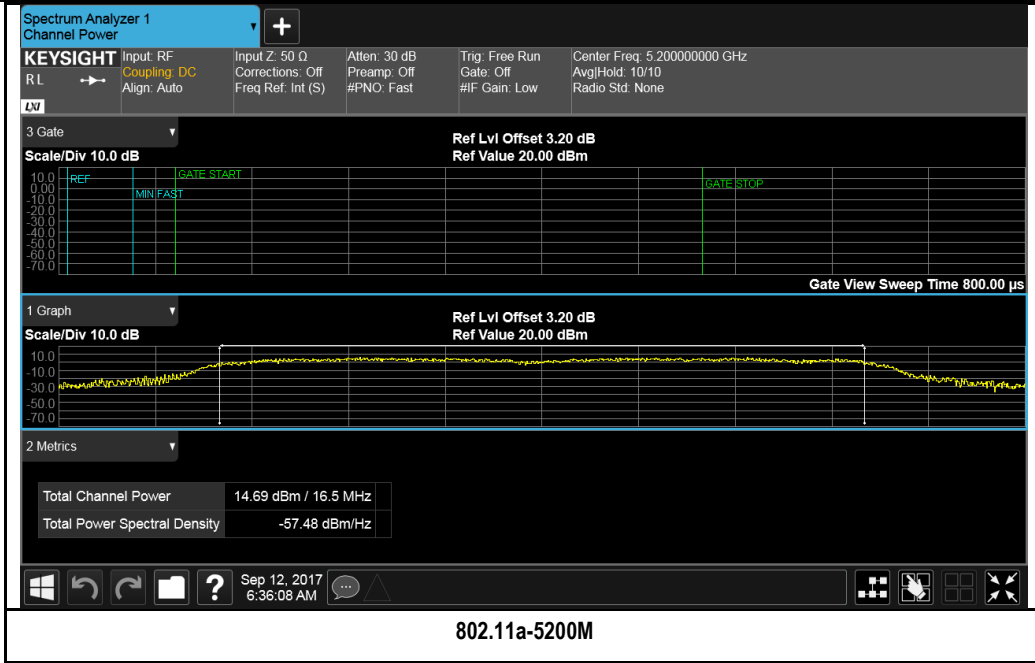 Spectrum Analyzer 1
Channel Power
+
KEYSIGHT Input: RF Input Z: 50 Ω Atten: 30 dB Trig: Free Run Center Freq: 5.200000000 GHz
R L Coupling: DC Corrections: Off Preamp: Off Gate: Off Avg|Hold: 10/10
Align: Auto Freq Ref: Int (S) #PNO: Fast #IF Gain: Low Radio Std: None
LXI
3 Gate
Ref Lvl Offset 3.20 dB
Scale/Div 10.0 dB Ref Value 20.00 dBm
10.0 REF GATE START GATE STOP
0.00
-10.0 MIN FAST
-20.0
-30.0
-40.0
-50.0
-60.0
-70.0
Gate View Sweep Time 800.00 µs
1 Graph
Ref Lvl Offset 3.20 dB
Scale/Div 10.0 dB Ref Value 20.00 dBm
10.0
-10.0
-30.0
-50.0
-70.0
2 Metrics
Total Channel Power 14.69 dBm / 16.5 MHz
Total Power Spectral Density -57.48 dBm/Hz
? Sep 12, 2017
6:36:08 AM
802.11a-5200M